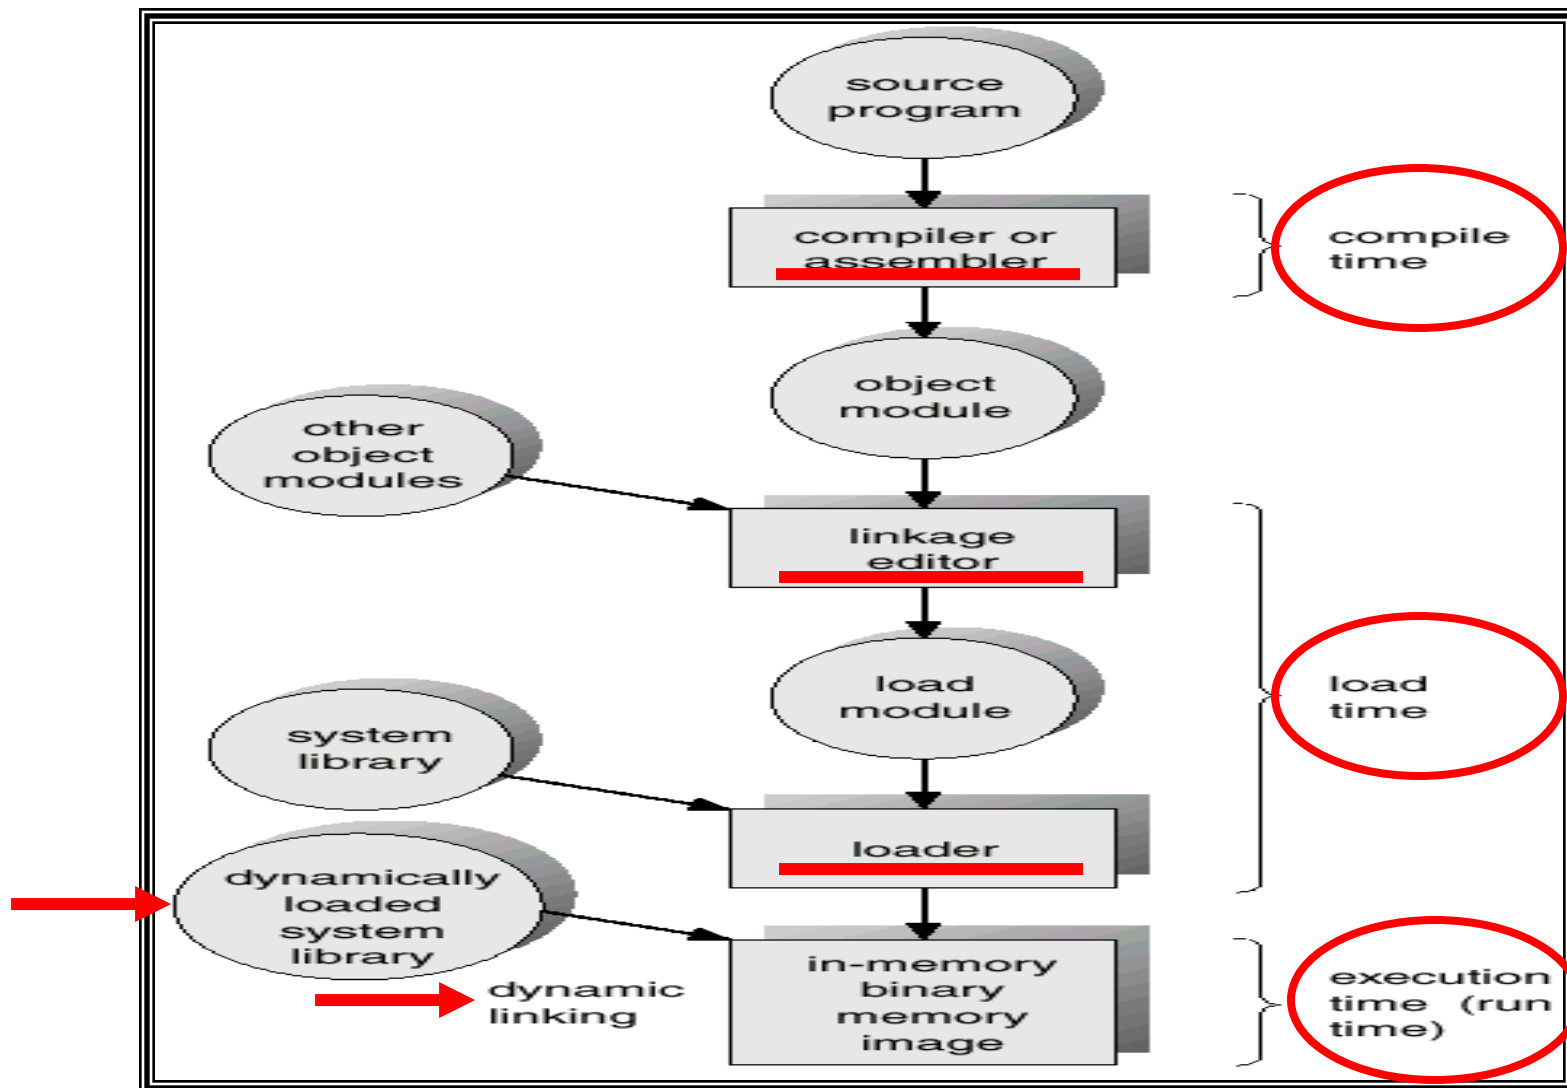 source
program
compiler or
assembler
compile
time
object
module
other
object
modules
linkage
editor
load
module
load
time
system
library
loader
dynamically
loaded
system
library
dynamic
linking
in-memory
binary
memory
image
execution
time (run
time)